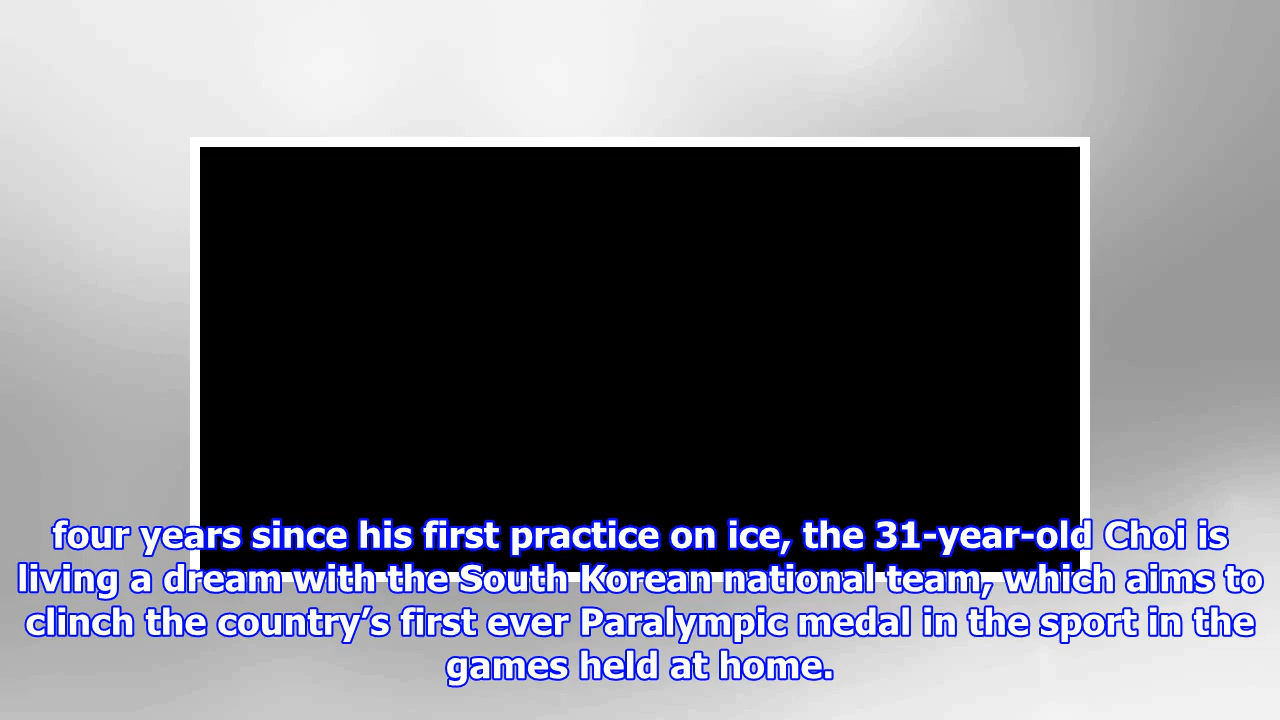 four years since his first practice on ice, the 31-year-old Choi is
living a dream with the South Korean national team, which aims to
clinch the country’s first ever Paralympic medal in the sport in the
games held at home.